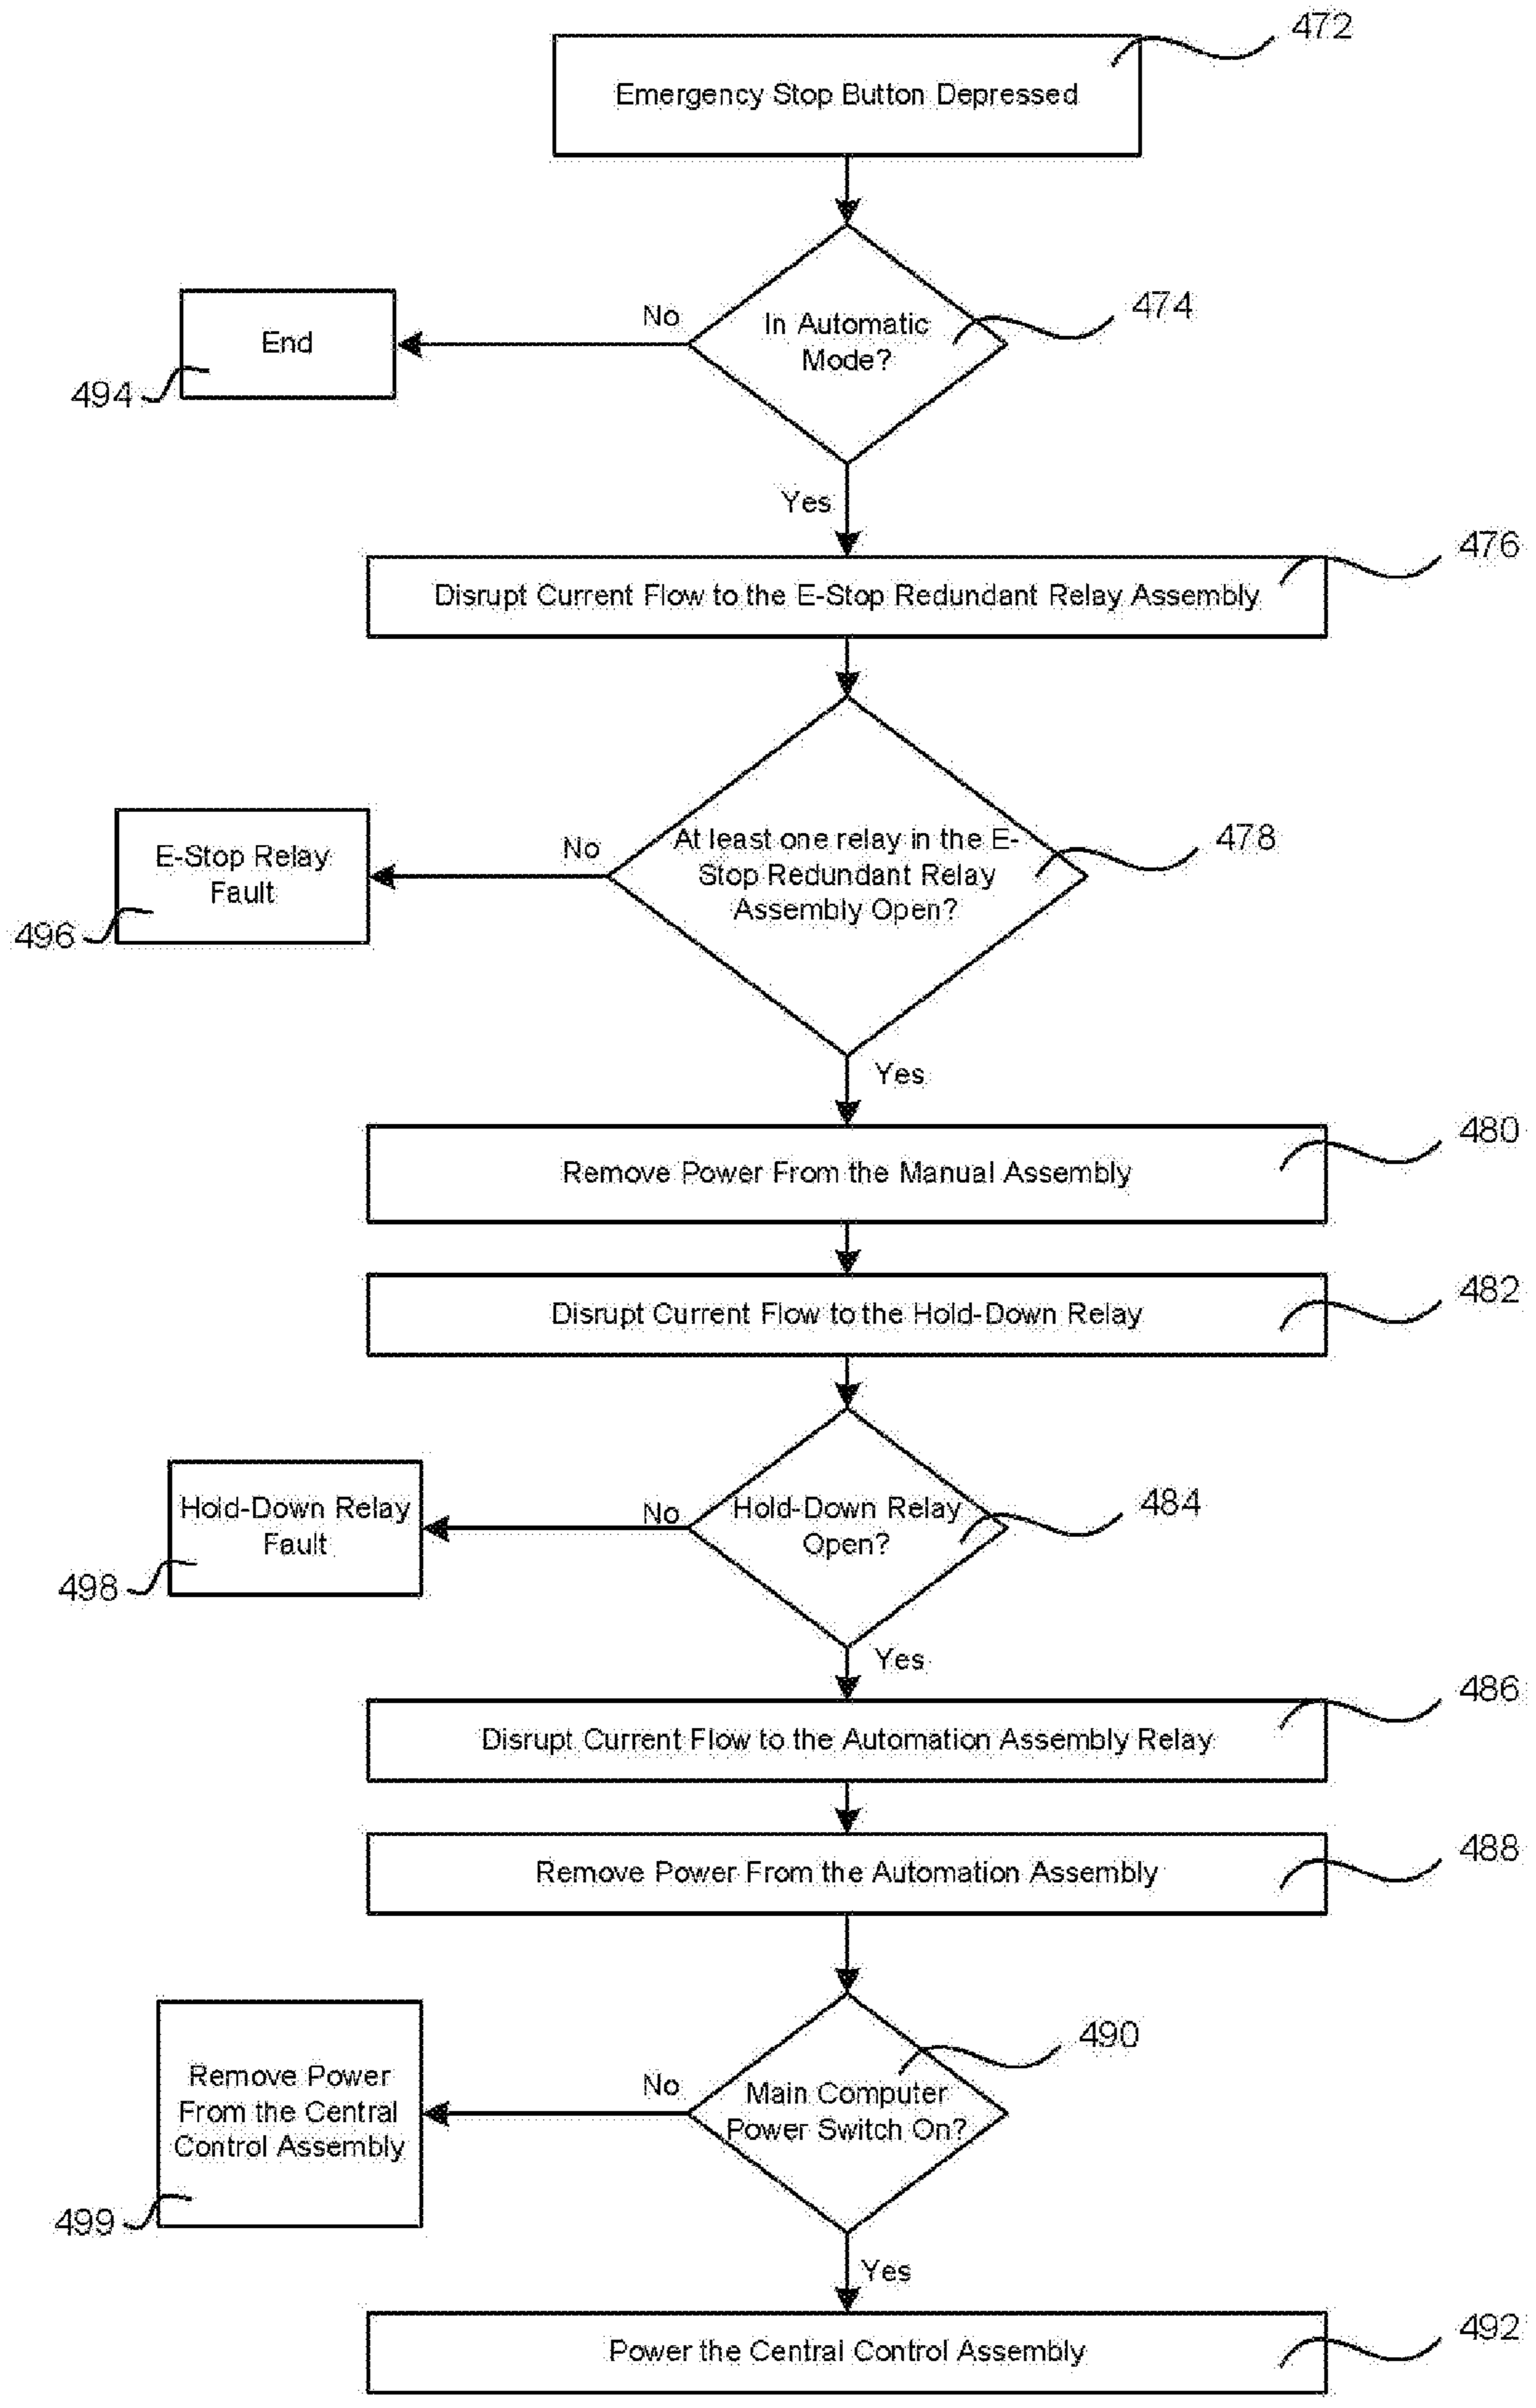 472
Emergency Stop Button Depressed
474
In Automatic
Mode?
No
End
494
Yes
476
Disrupt Current Flow to the E-Stop Redundant Relay Assembly
478
At least one relay in the E-
Stop Redundant Relay
Assembly Open?
No
E-Stop Relay
Fault
496
Yes
480
Remove Power From the Manual Assembly
482
Disrupt Current Flow to the Hold-Down Relay
484
Hold-Down Relay
Open?
No
Hold-Down Relay
Fault
498
Yes
486
Disrupt Current Flow to the Automation Assembly Relay
488
Remove Power From the Automation Assembly
490
Main Computer
Power Switch On?
No
Remove Power
From the Central
Control Assembly
499
Yes
492
Power the Central Control Assembly